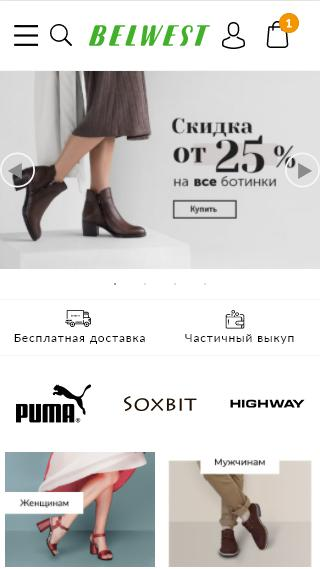 BELWEST
1
Скидка
от 25%
на все ботинки
Купить
Бесплатная доставка
Частичный выкуп
PUMA®
SOXBIT
HIGHWAY
Женщинам
Мужчинам